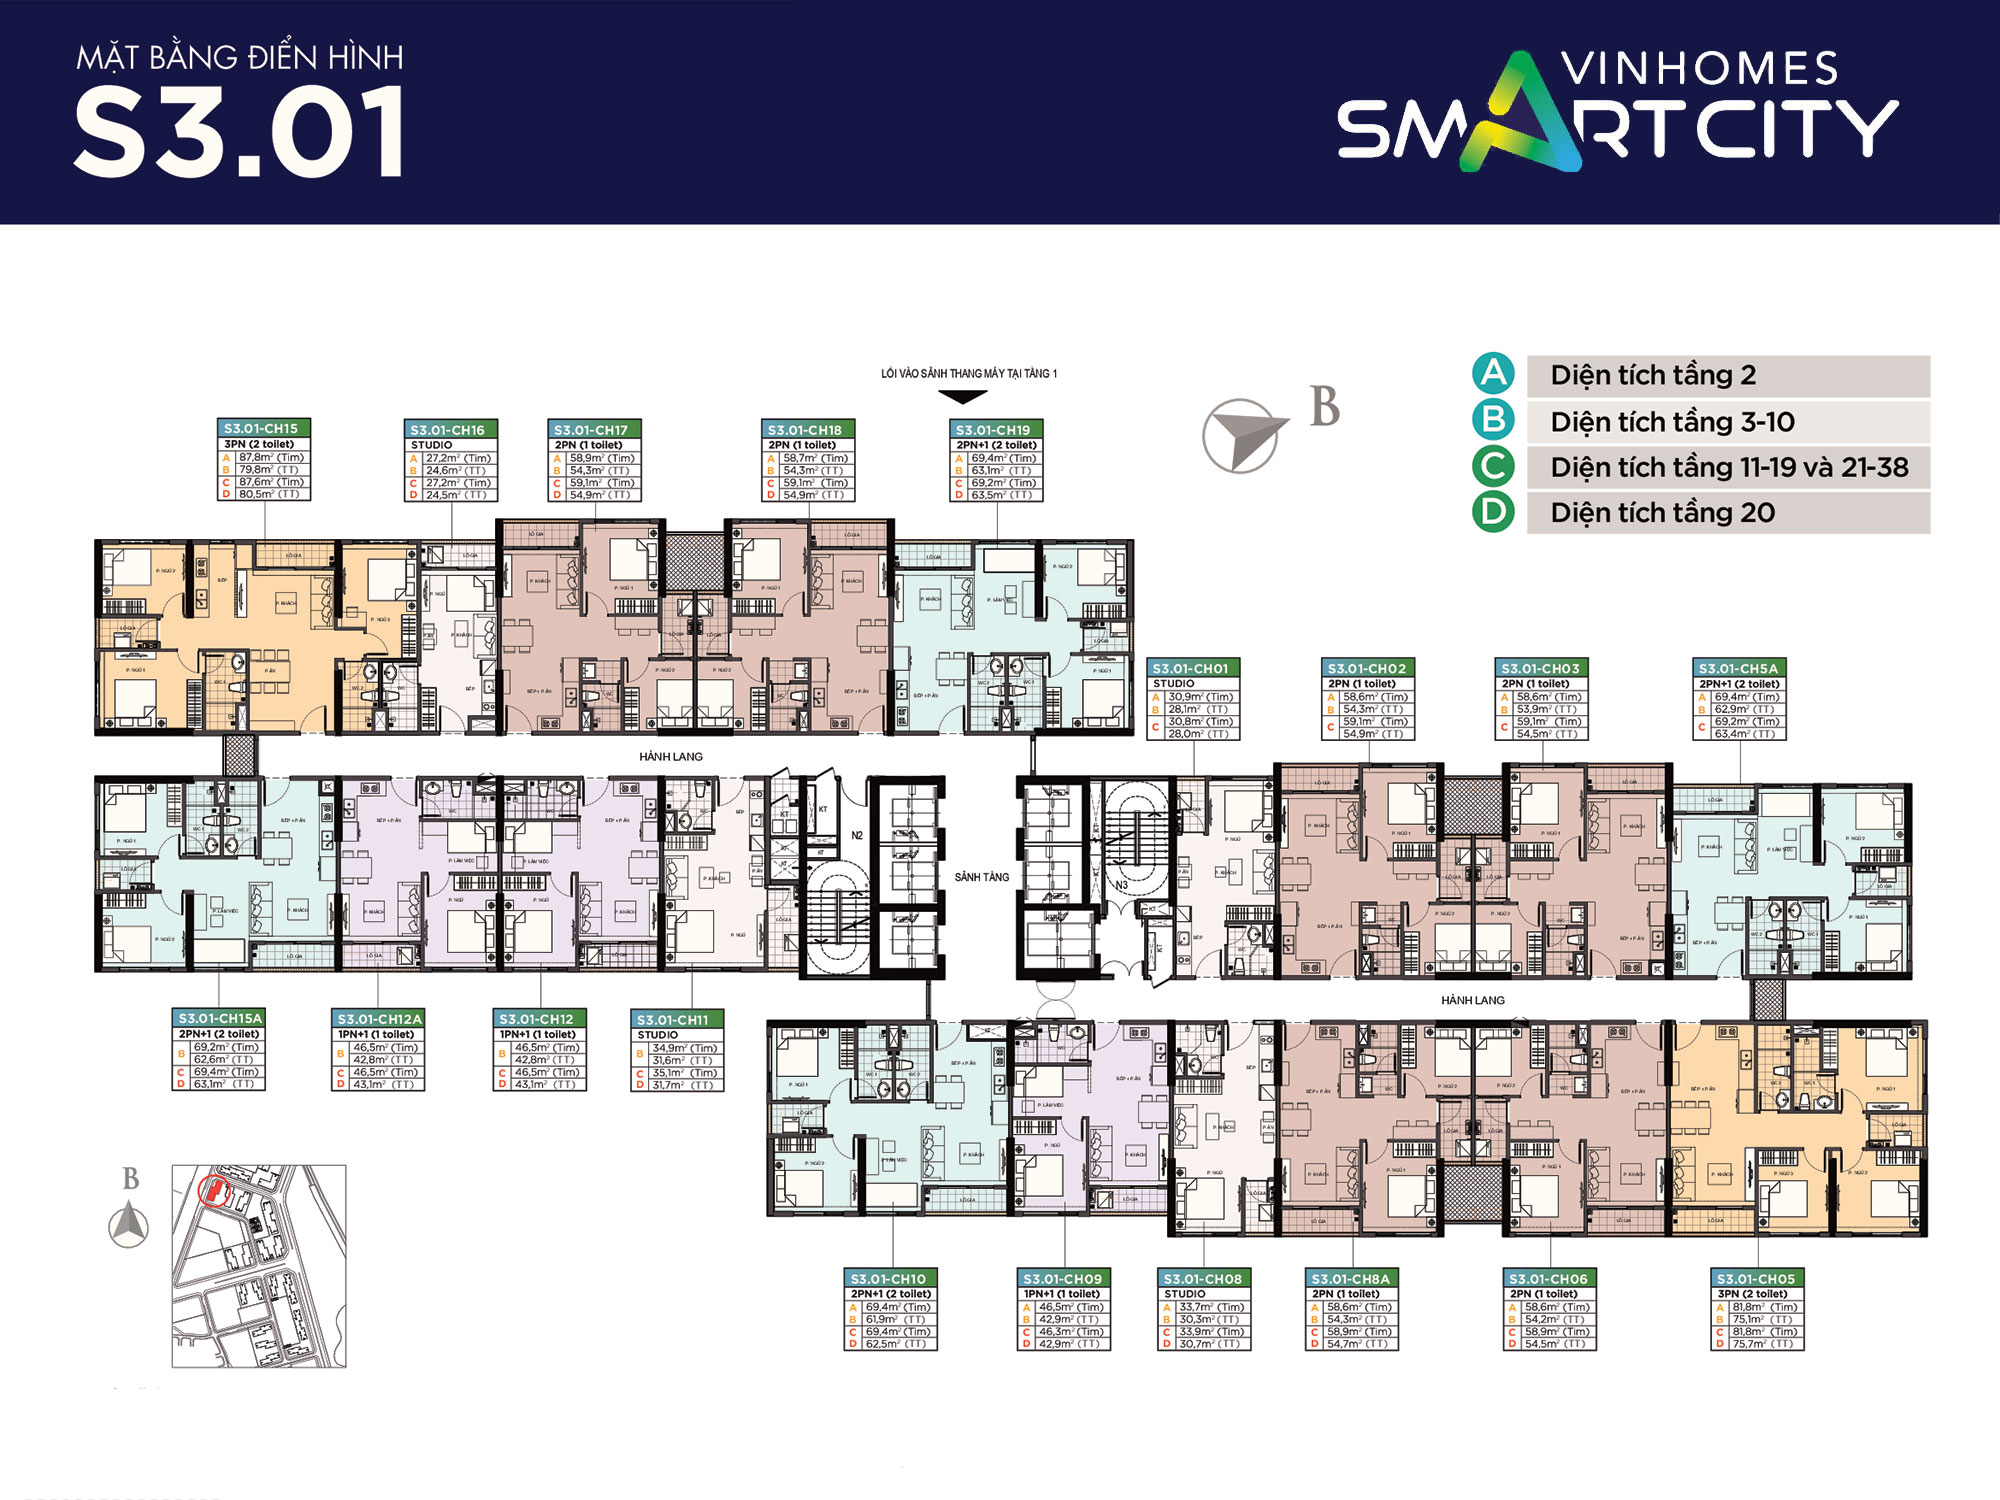 MẶT BẰNG ĐIỂN HÌNH
S3.01
VINHOMES
SMARTCITY
A Diện tích tầng 2
B Diện tích tầng 3-10
C Diện tích tầng 11-19 và 21-38
D Diện tích tầng 20
LỐI VÀO SẢNH THANG MÁY TẠI TẦNG 1
B
S3.01-CH15
3PN (2 toilet)
A 87,8m² (Tim)
B 79,8m² (TT)
C 87,6m² (Tim)
D 80,5m² (TT)
S3.01-CH16
STUDIO
A 27,2m² (Tim)
B 24,6m² (TT)
C 27,2m² (Tim)
D 24,5m² (TT)
S3.01-CH17
2PN (1 toilet)
A 58,9m² (Tim)
B 54,3m² (TT)
C 59,1m² (Tim)
D 54,9m² (TT)
S3.01-CH18
2PN (1 toilet)
A 58,7m² (Tim)
B 54,3m² (TT)
C 59,1m² (Tim)
D 54,9m² (TT)
S3.01-CH19
2PN+1 (2 toilet)
A 69,4m² (Tim)
B 63,1m² (TT)
C 69,2m² (Tim)
D 63,5m² (TT)
S3.01-CH01
STUDIO
A 30,9m² (Tim)
B 28,1m² (TT)
C 30,8m² (Tim)
28,0m² (TT)
S3.01-CH02
2PN (1 toilet)
A 58,6m² (Tim)
B 54,3m² (TT)
C 59,1m² (Tim)
54,9m² (TT)
S3.01-CH03
2PN (1 toilet)
A 58,6m² (Tim)
B 53,9m² (TT)
C 59,1m² (Tim)
54,5m² (TT)
S3.01-CH5A
2PN+1 (2 toilet)
A 69,4m² (Tim)
B 62,9m² (TT)
C 69,2m² (Tim)
63,4m² (TT)
HÀNH LANG
SẢNH TẦNG
N2
N3
KT
KT
KT
HÀNH LANG
S3.01-CH15A
2PN+1 (2 toilet)
B 69,2m² (Tim)
62,6m² (TT)
C 69,4m² (Tim)
D 63,1m² (TT)
S3.01-CH12A
1PN+1 (1 toilet)
B 46,5m² (Tim)
42,8m² (TT)
C 46,5m² (Tim)
D 43,1m² (TT)
S3.01-CH12
1PN+1 (1 toilet)
B 46,5m² (Tim)
42,8m² (TT)
C 46,5m² (Tim)
D 43,1m² (TT)
S3.01-CH11
STUDIO
B 34,9m² (Tim)
31,6m² (TT)
C 35,1m² (Tim)
D 31,7m² (TT)
B
S3.01-CH10
2PN+1 (2 toilet)
A 69,4m² (Tim)
B 61,9m² (TT)
C 69,4m² (Tim)
D 62,5m² (TT)
S3.01-CH09
1PN+1 (1 toilet)
A 46,5m² (Tim)
B 42,9m² (TT)
C 46,3m² (Tim)
D 42,9m² (TT)
S3.01-CH08
STUDIO
A 33,7m² (Tim)
B 30,3m² (TT)
C 33,9m² (Tim)
D 30,7m² (TT)
S3.01-CH8A
2PN (1 toilet)
A 58,6m² (Tim)
B 54,3m² (TT)
C 58,9m² (Tim)
D 54,7m² (TT)
S3.01-CH06
2PN (1 toilet)
A 58,6m² (Tim)
B 54,2m² (TT)
C 58,9m² (Tim)
D 54,5m² (TT)
S3.01-CH05
3PN (2 toilet)
A 81,8m² (Tim)
B 75,1m² (TT)
C 81,8m² (Tim)
D 75,7m² (TT)